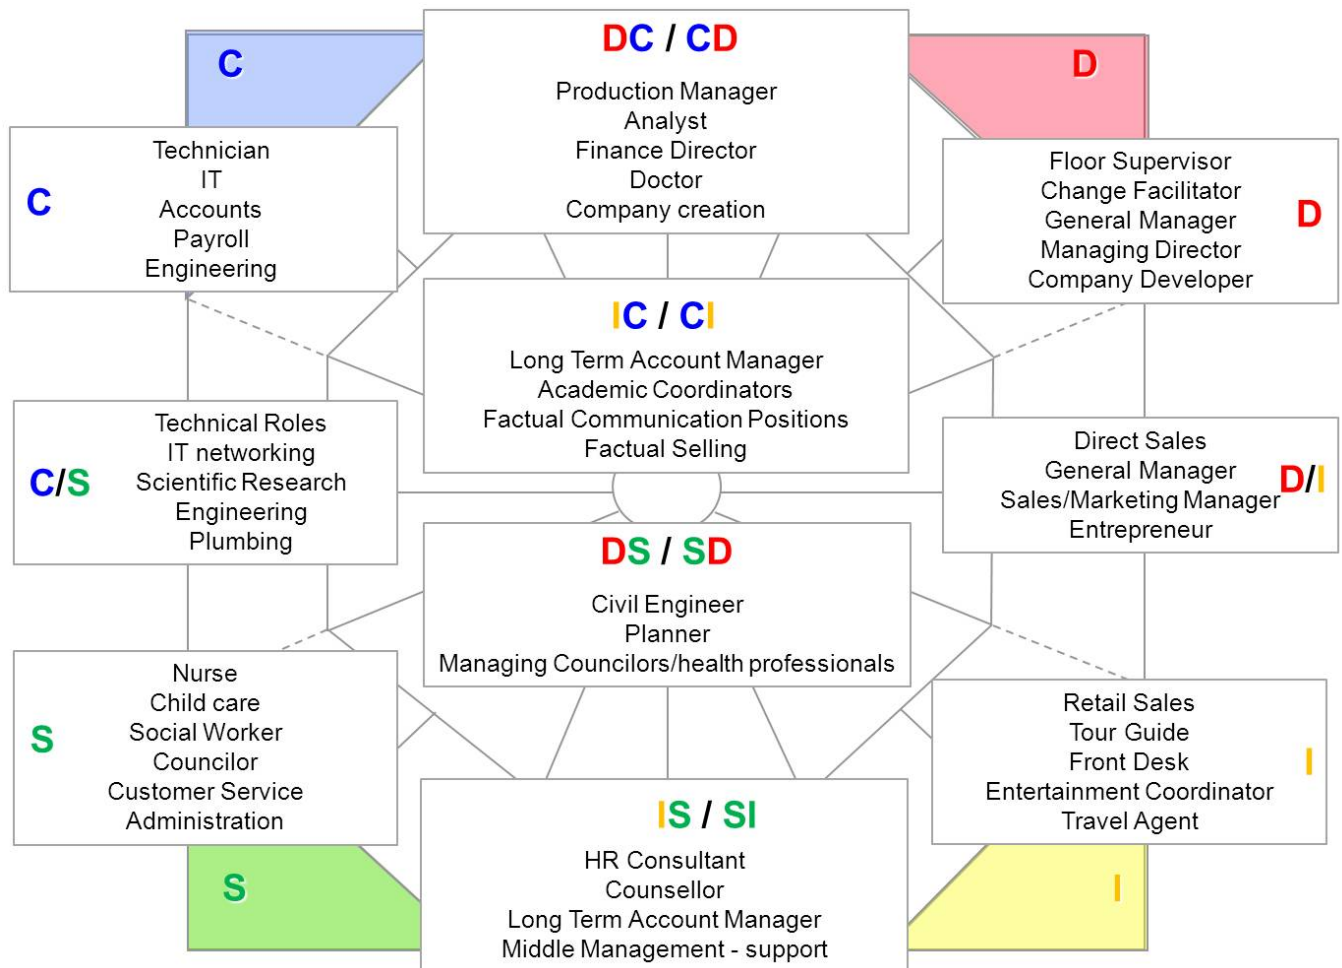 C
DC / CD
Production Manager
Analyst
Finance Director
Doctor
Company creation
D
C
Technician
IT
Accounts
Payroll
Engineering
Floor Supervisor
Change Facilitator
General Manager
Managing Director
Company Developer
D
IC / CI
Long Term Account Manager
Academic Coordinators
Factual Communication Positions
Factual Selling
C/S
Technical Roles
IT networking
Scientific Research
Engineering
Plumbing
Direct Sales
General Manager
Sales/Marketing Manager
Entrepreneur
D/I
DS / SD
Civil Engineer
Planner
Managing Councilors/health professionals
S
Nurse
Child care
Social Worker
Councilor
Customer Service
Administration
Retail Sales
Tour Guide
Front Desk
Entertainment Coordinator
Travel Agent
I
S
IS / SI
HR Consultant
Counsellor
Long Term Account Manager
Middle Management - support
I